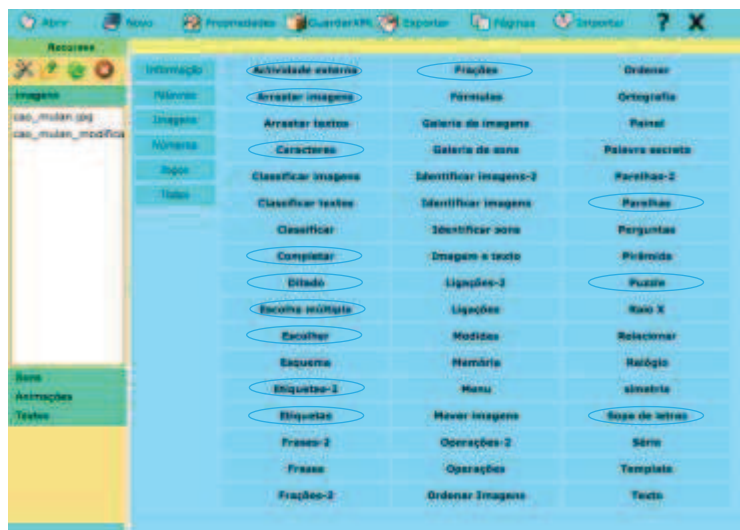 Abrir Novo Propriedades GuardarXML Exportar Páginas Importar ? X
Recursos
Imagens
cao_mulan.jpg
cao_mulan_modifica
Sons
Animações
Textos
Informação
Palavras
Imagens
Números
Jogos
Todos
Actividade externa
Arrastar imagens
Arrastar textos
Caracteres
Classificar imagens
Classificar textos
Classificar
Completar
Ditado
Escolha múltipla
Escolher
Esquema
Etiquetas-2
Etiquetas
Frases-2
Frases
Frações-2
Frações
Fórmulas
Galeria de imagens
Galeria de sons
Identificar imagens-2
Identificar imagens
Identificar sons
Imagem e texto
Ligações-2
Ligações
Medidas
Memória
Menu
Mover imagens
Operações-2
Operações
Ordenar Imagens
Ordenar
Ortografia
Painel
Palavra secreta
Parelhas-2
Parelhas
Perguntas
Pirâmide
Puzzle
Raio X
Relacionar
Relógio
simetria
Sopa de letras
Série
Template
Texto